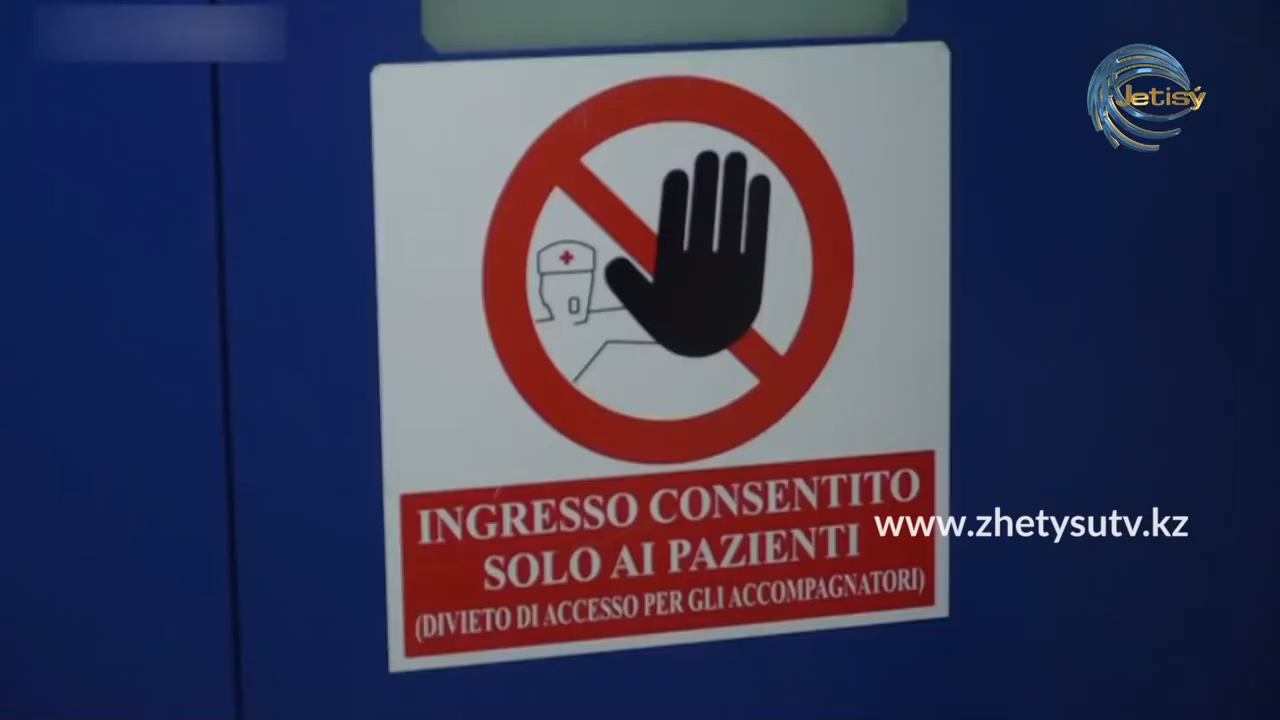 Jetisý
INGRESSO CONSENTITO
www.zhetysutv.kz
SOLO AI PAZIENTI
(DIVIETO DI ACCESSO PER GLI ACCOMPAGNATORI)